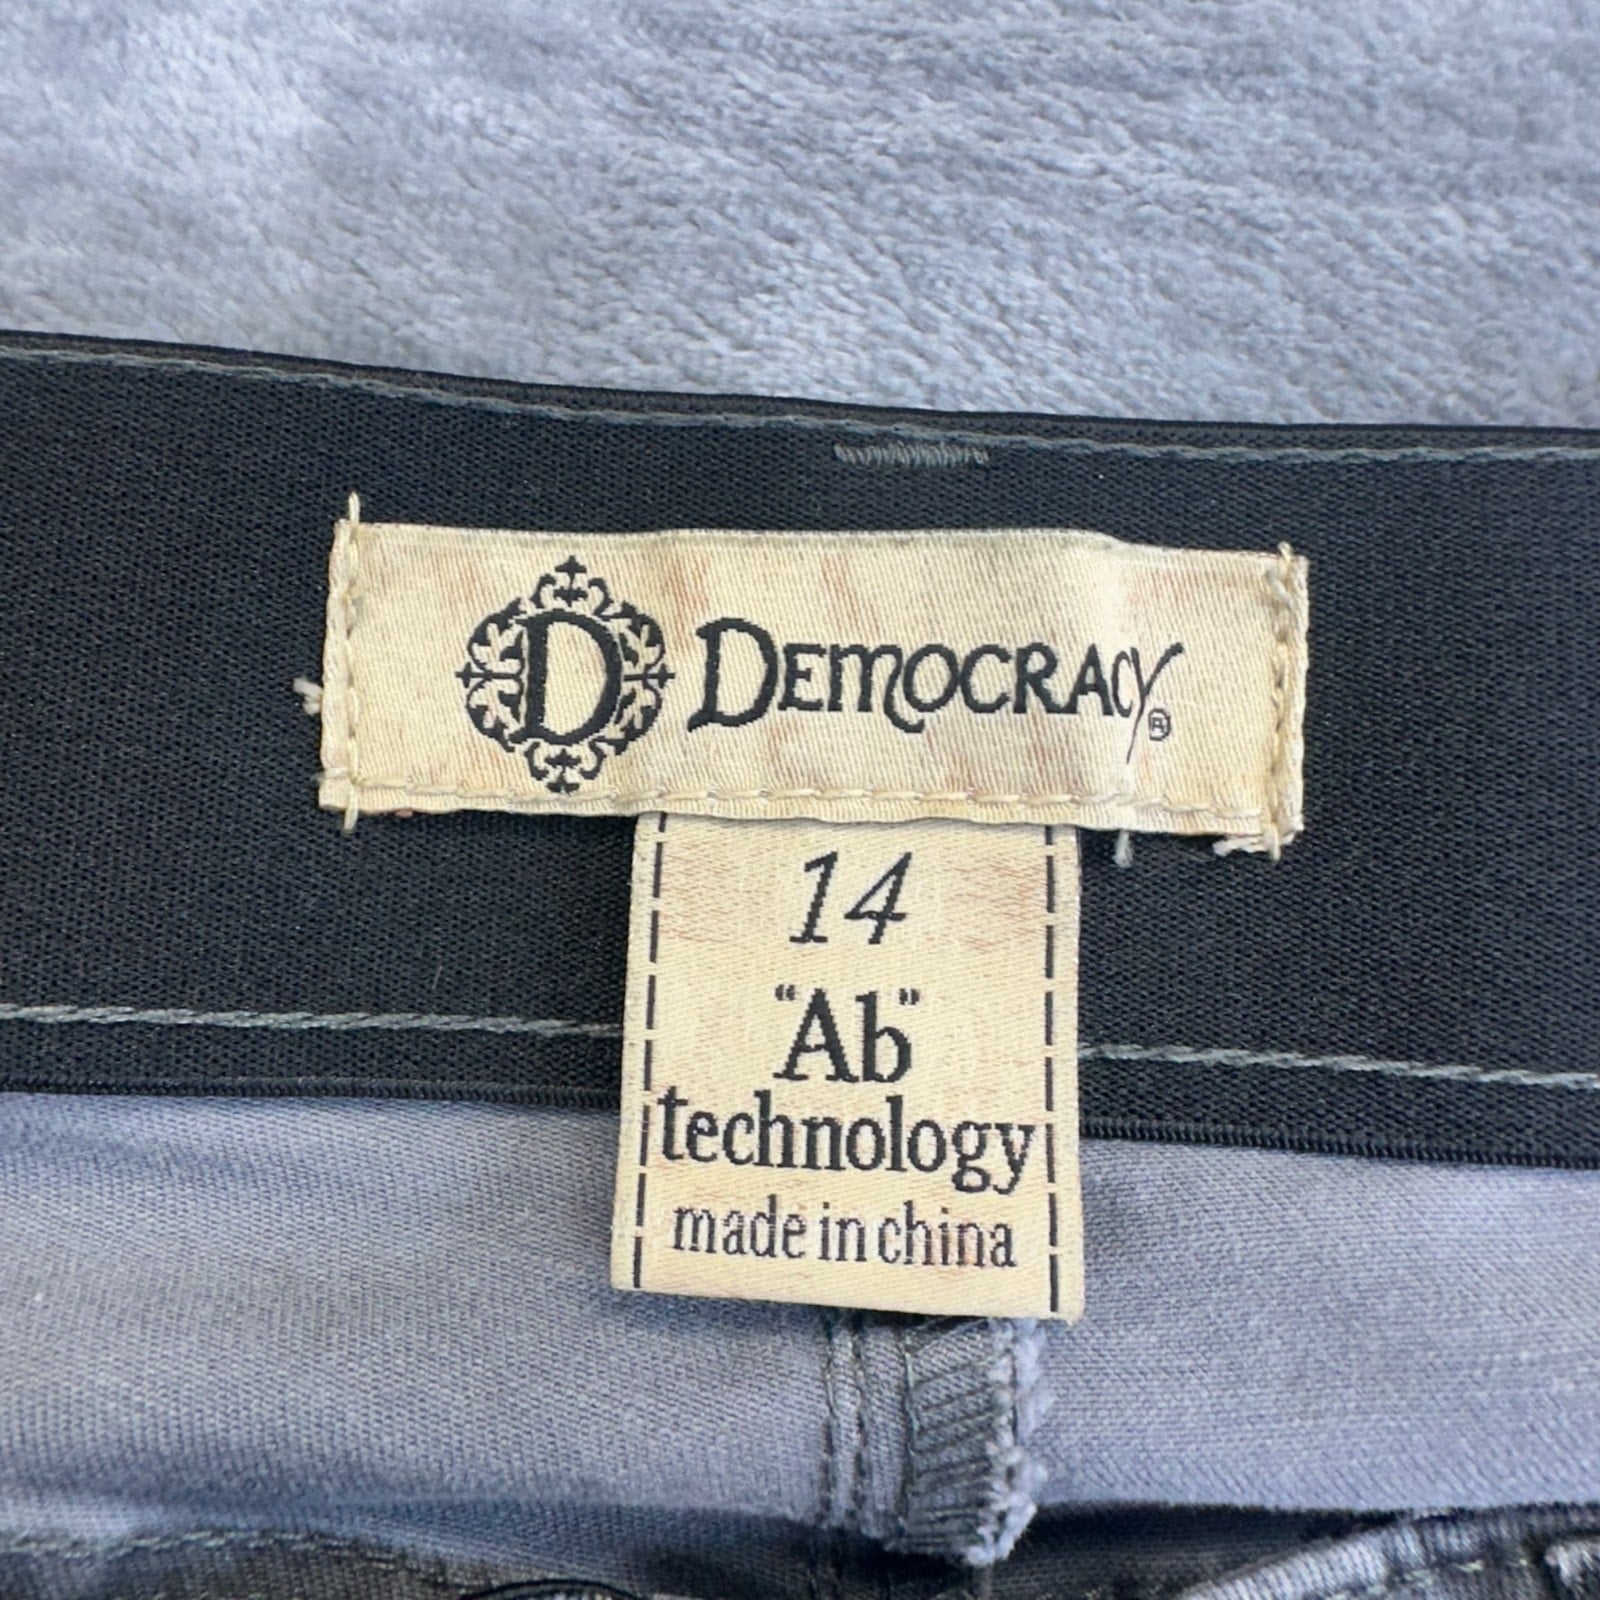 D DEMOCRACY®
14
"Ab"
technology
made in china